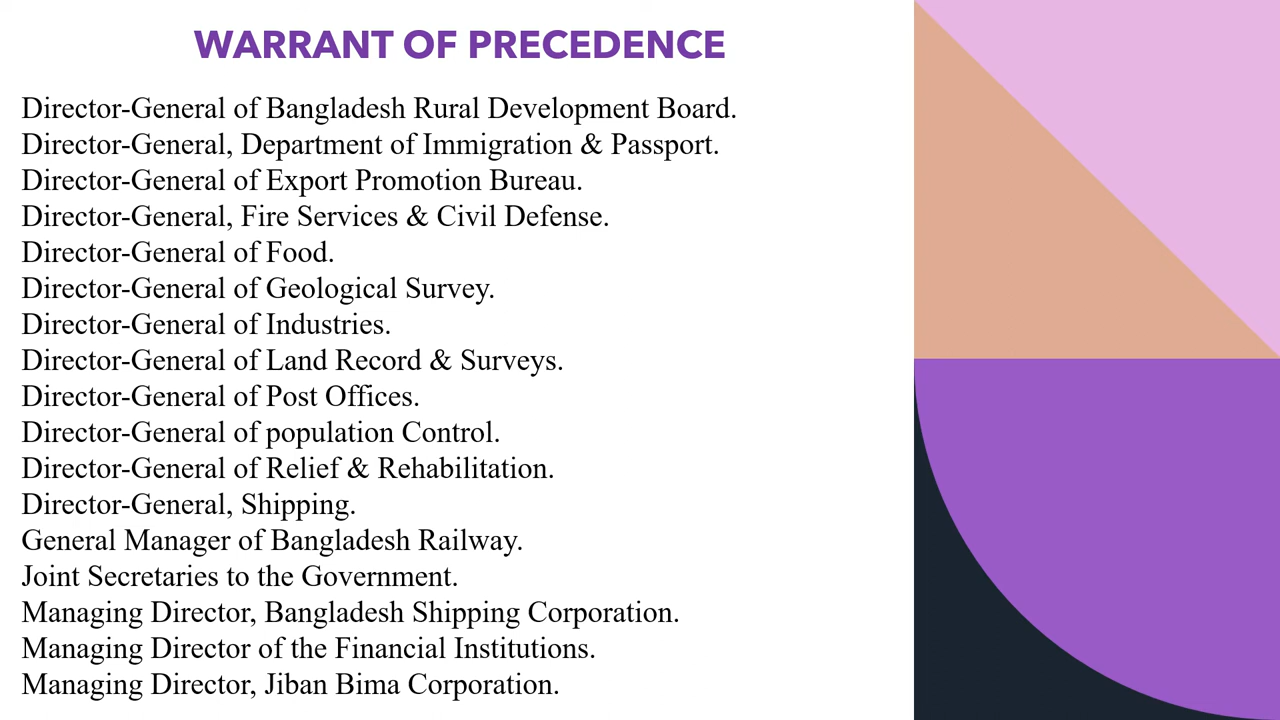 WARRANT OF PRECEDENCE
Director-General of Bangladesh Rural Development Board.
Director-General, Department of Immigration & Passport.
Director-General of Export Promotion Bureau.
Director-General, Fire Services & Civil Defense.
Director-General of Food.
Director-General of Geological Survey.
Director-General of Industries.
Director-General of Land Record & Surveys.
Director-General of Post Offices.
Director-General of population Control.
Director-General of Relief & Rehabilitation.
Director-General, Shipping.
General Manager of Bangladesh Railway.
Joint Secretaries to the Government.
Managing Director, Bangladesh Shipping Corporation.
Managing Director of the Financial Institutions.
Managing Director, Jiban Bima Corporation.